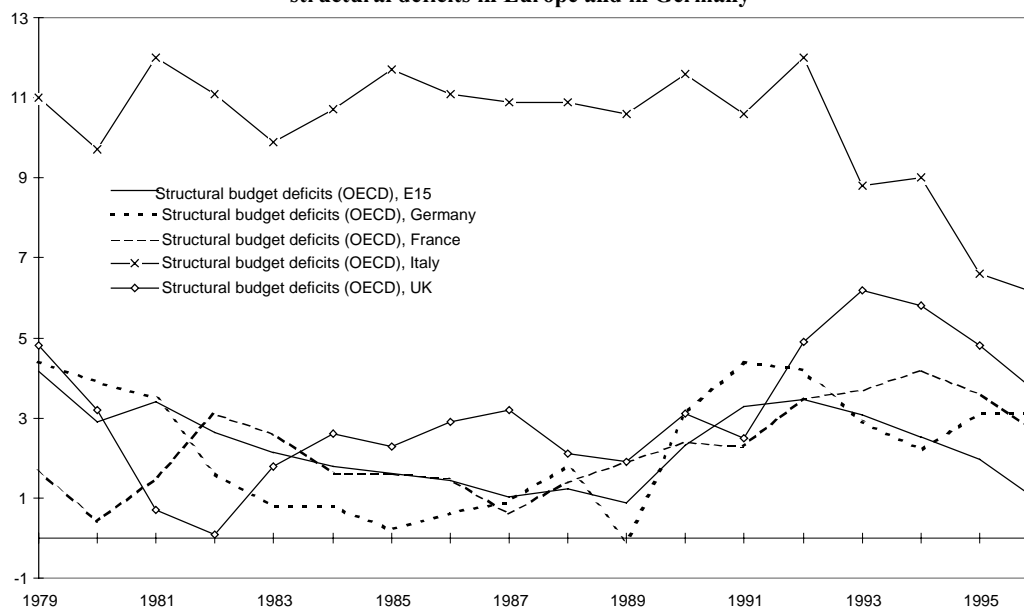 structural deficits in Europe and in Germany
13
11
9
7
5
3
1
-1
Structural budget deficits (OECD), E15
Structural budget deficits (OECD), Germany
Structural budget deficits (OECD), France
Structural budget deficits (OECD), Italy
Structural budget deficits (OECD), UK
1979 1981 1983 1985 1987 1989 1991 1993 1995